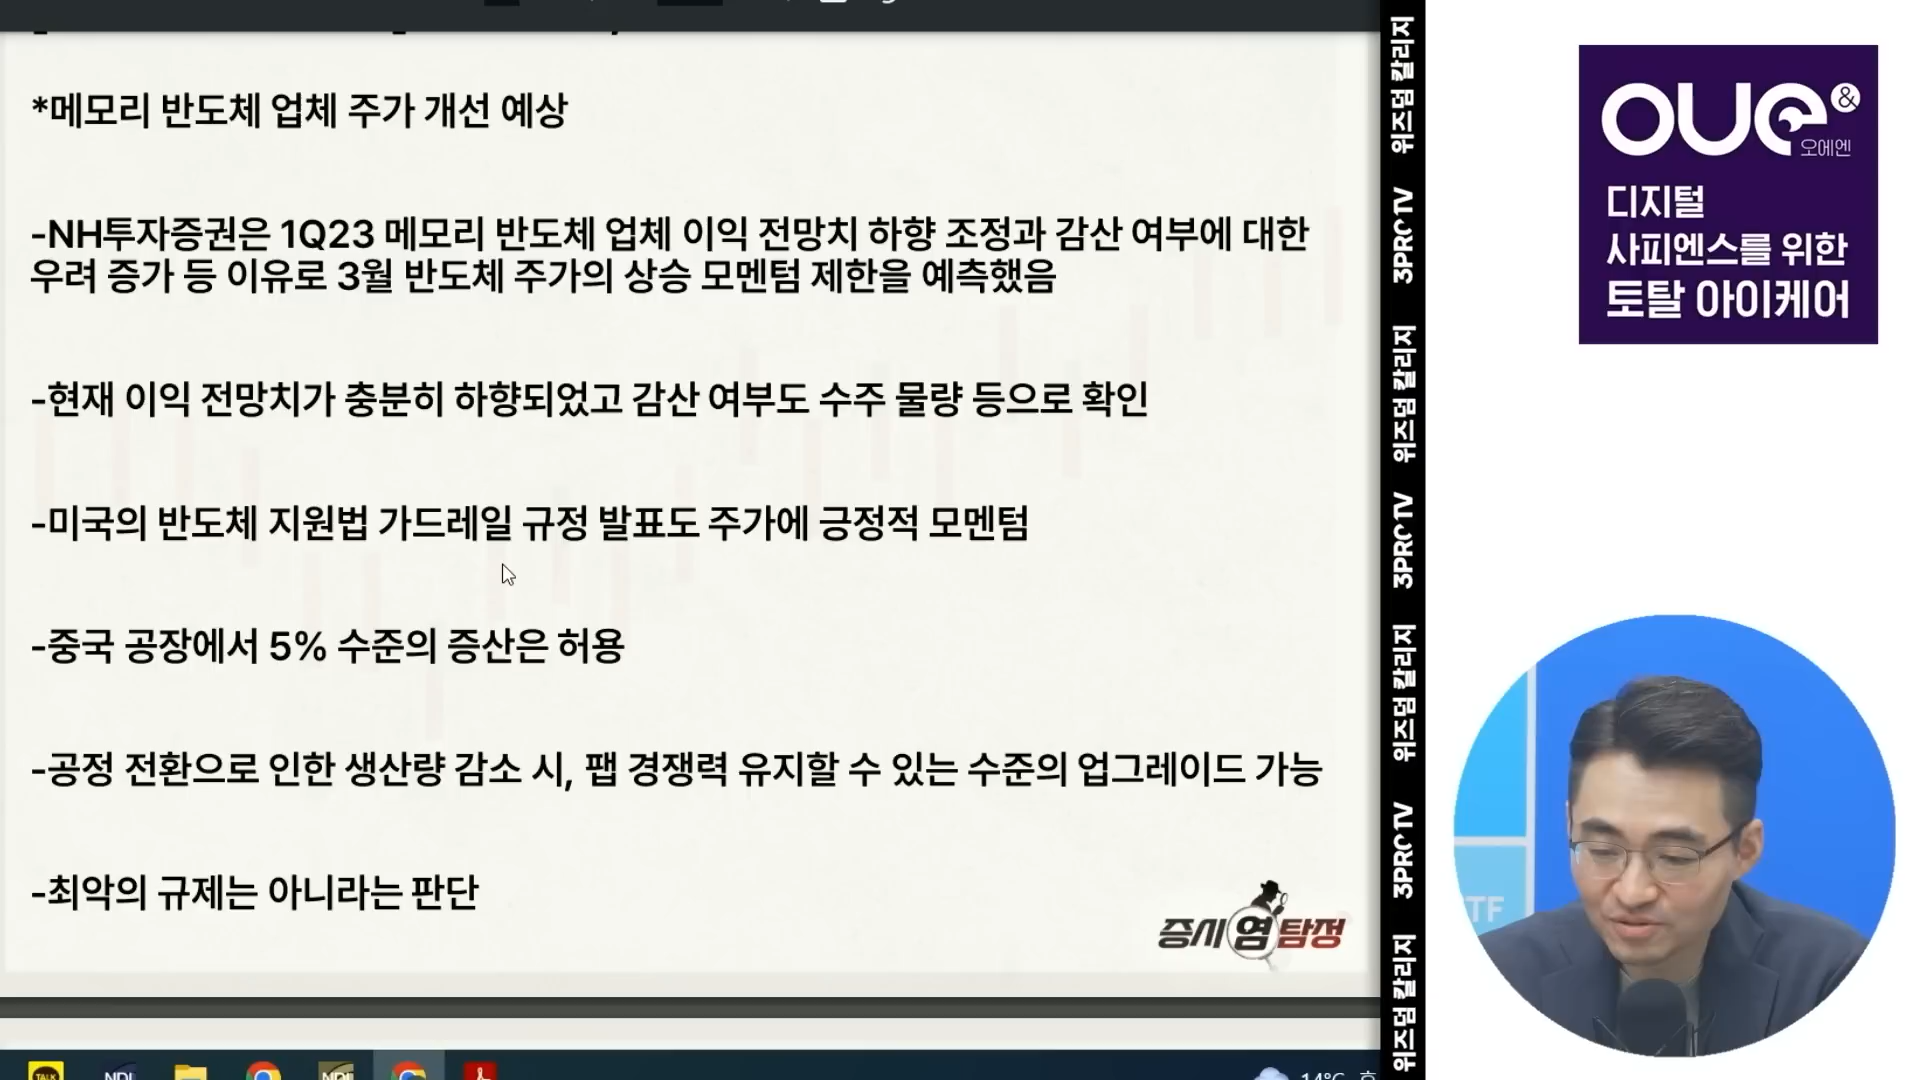 *메모리 반도체 업체 주가 개선 예상
-NH투자증권은 1Q23 메모리 반도체 업체 이익 전망치 하향 조정과 감산 여부에 대한
우려 증가 등 이유로 3월 반도체 주가의 상승 모멘텀 제한을 예측했음
-현재 이익 전망치가 충분히 하향되었고 감산 여부도 수주 물량 등으로 확인
-미국의 반도체 지원법 가드레일 규정 발표도 주가에 긍정적 모멘텀
-중국 공장에서 5% 수준의 증산은 허용
-공정 전환으로 인한 생산량 감소 시, 팹 경쟁력 유지할 수 있는 수준의 업그레이드 가능
-최악의 규제는 아니라는 판단
증시염탐정
TALK
14°C
위즈덤 칼리지
3PROTV
위즈덤 칼리지
3PROTV
위즈덤 칼리지
3PROTV
위즈덤 칼리지
oue&
오에엔
디지털
사피엔스를 위한
토탈 아이케어
TF